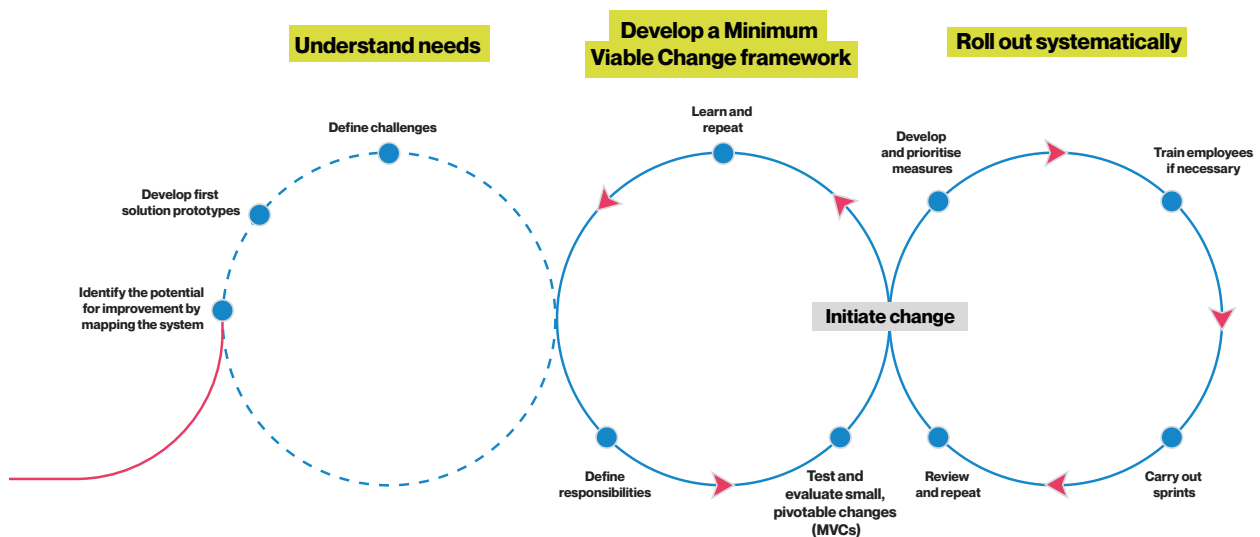 Understand needs
Develop a Minimum
Viable Change framework
Roll out systematically
Define challenges
Develop first
solution prototypes
Identify the potential
for improvement by
mapping the system
Learn and
repeat
Define
responsibilities
Test and
evaluate small,
pivotable changes
(MVCs)
Initiate change
Develop
and prioritise
measures
Train employees
if necessary
Review
and repeat
Carry out
sprints